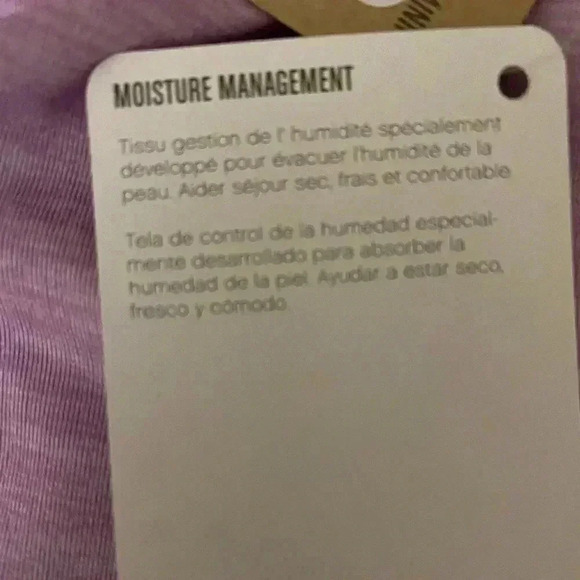 MOISTURE MANAGEMENT
Tissu gestion de l' humidité spécialement
développé pour évacuer l'humidité de la
peau. Aider séjour sec, frais et confortable
Tela de control de la humedad especial-
mente desarrollado para absorber la
humedad de la piel. Ayudar a estar seco,
fresco y cómodo.